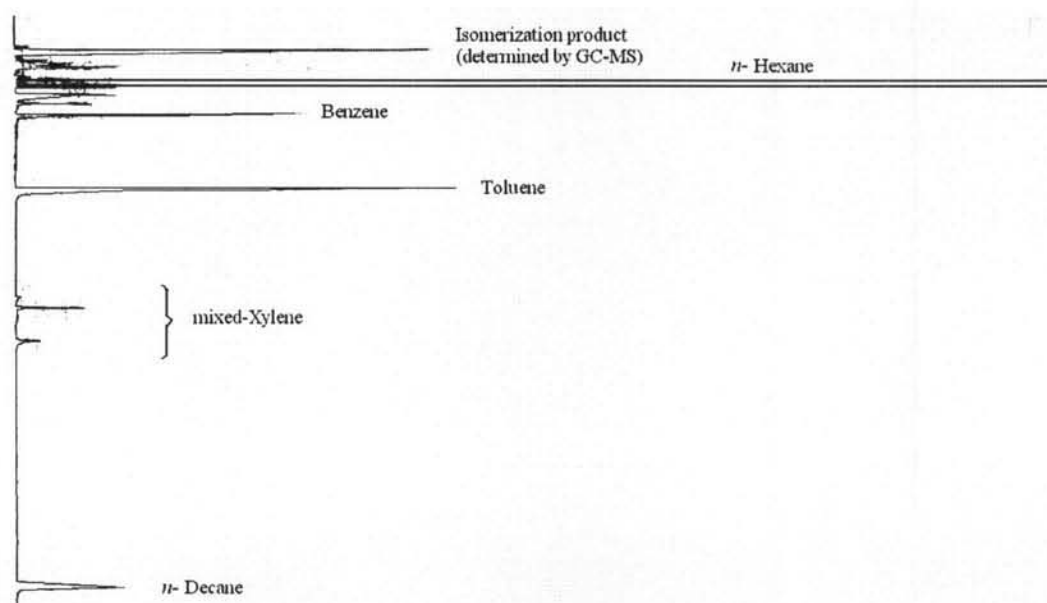 Isomerization product
(determined by GC-MS)
n- Hexane
Benzene
Toluene
mixed-Xylene
n- Decane